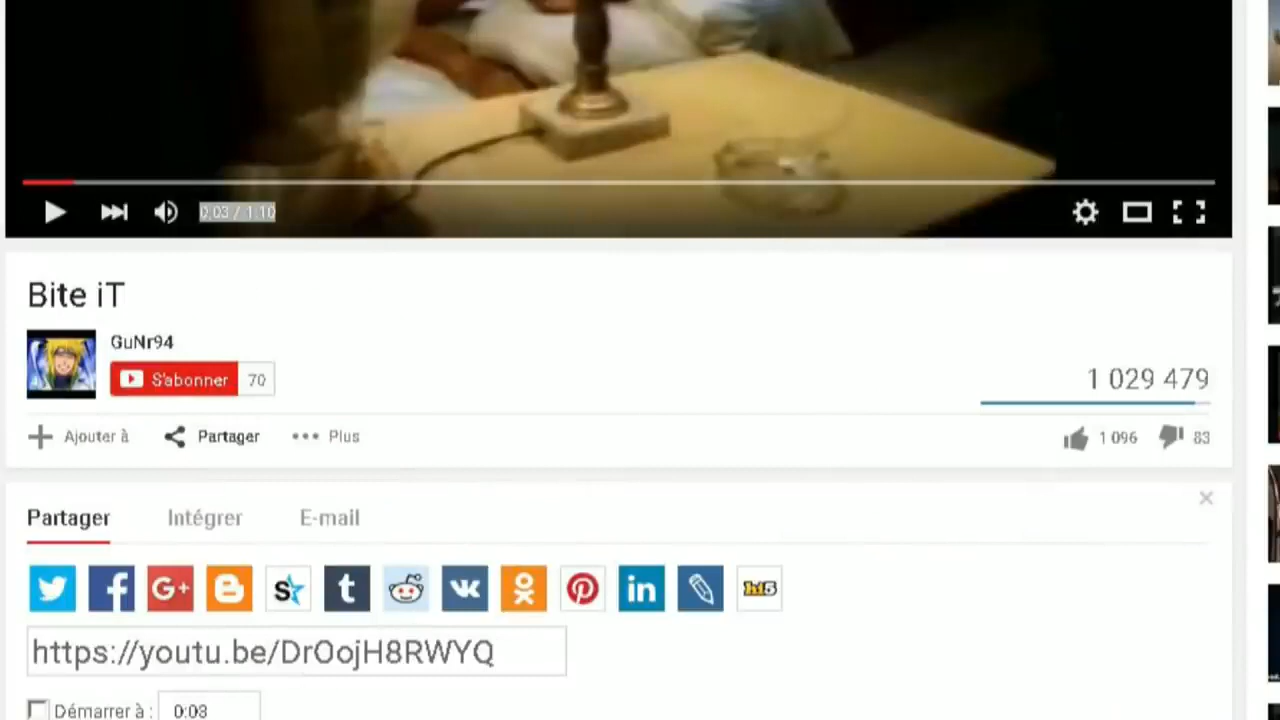 0:03 / 1:10
Bite iT
GuNr94
S'abonner 70
1 029 479
Ajouter à Partager Plus
1 096 83
Partager Intégrer E-mail
G+ t hi5
https://youtu.be/DrOojH8RWYQ
Démarrer à : 0:03